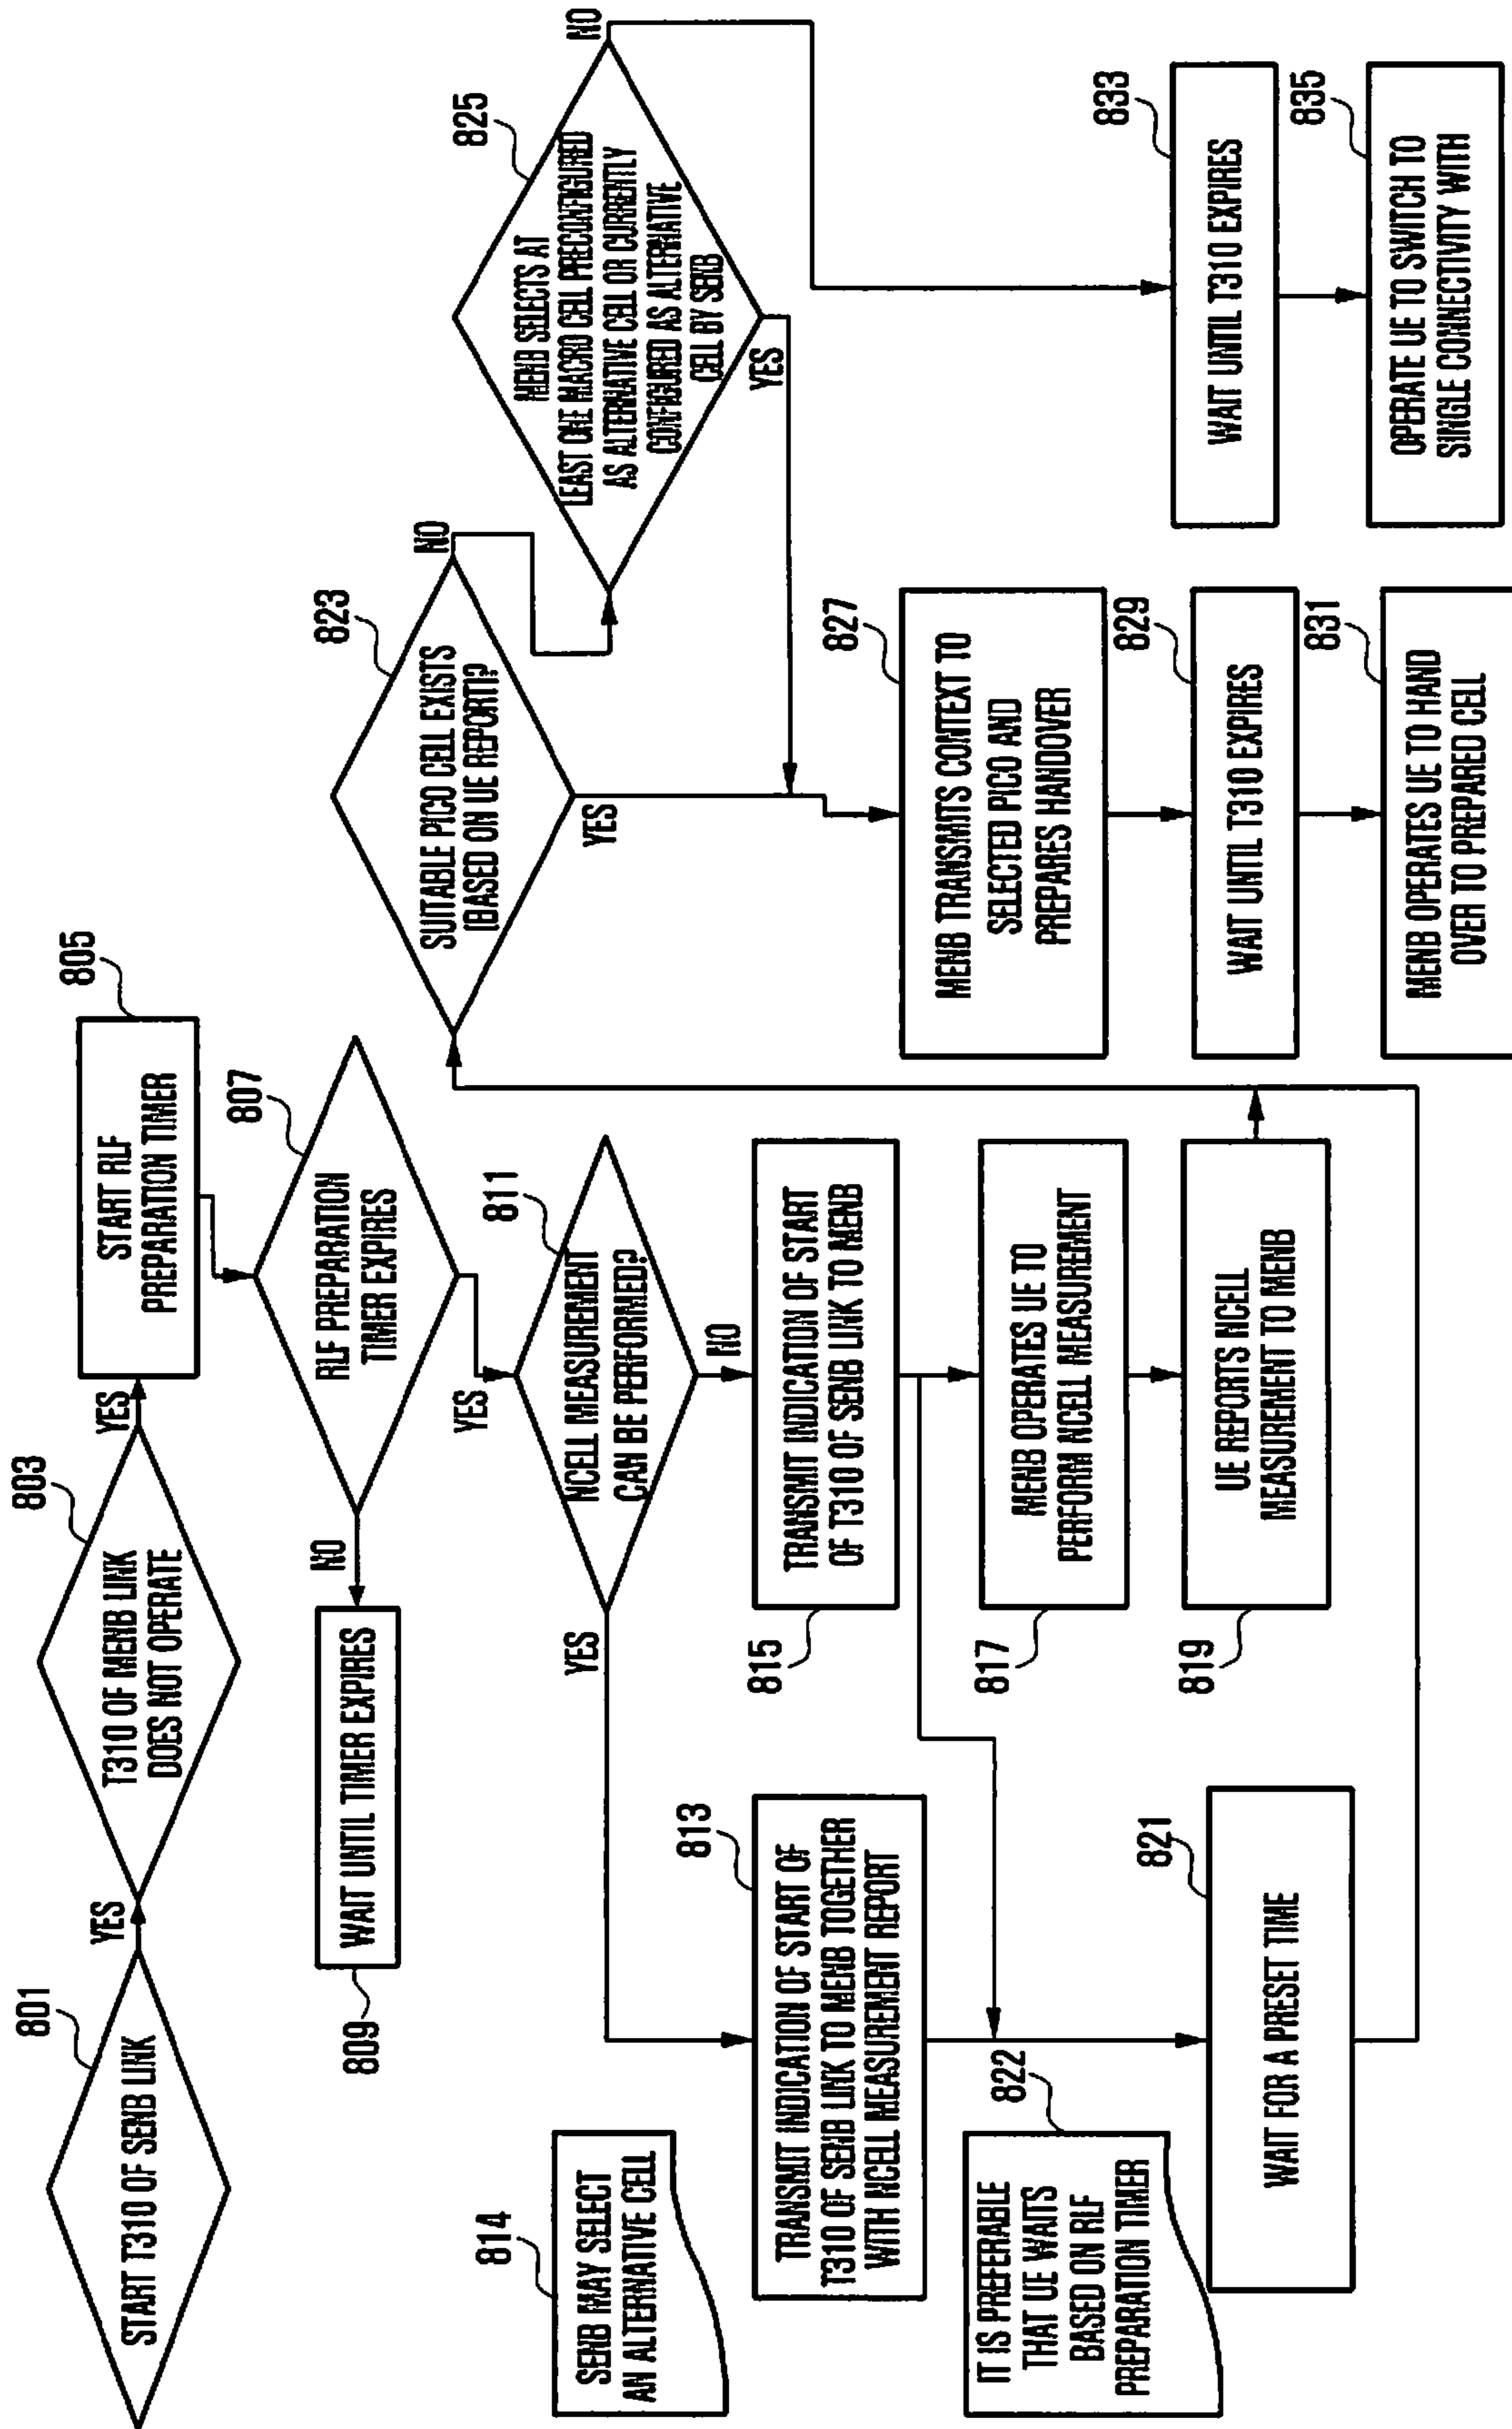 801
START T310 OF SENB LINK
YES
803
T310 OF MENB LINK
DOES NOT OPERATE
YES
805
START RLF
PREPARATION TIMER
807
RLF PREPARATION
TIMER EXPIRES
NO
809
WAIT UNTIL TIMER EXPIRES
YES
811
NCELL MEASUREMENT
CAN BE PERFORMED?
YES
NO
813
TRANSMIT INDICATION OF START OF
T310 OF SENB LINK TO MENB TOGETHER
WITH NCELL MEASUREMENT REPORT
814
SENB MAY SELECT
AN ALTERNATIVE CELL
815
TRANSMIT INDICATION OF START
OF T310 OF SENB LINK TO MENB
817
MENB OPERATES UE TO
PERFORM NCELL MEASUREMENT
819
UE REPORTS NCELL
MEASUREMENT TO MENB
822
IT IS PREFERABLE
THAT UE WAITS
BASED ON RLF
PREPARATION TIMER
821
WAIT FOR A PRESET TIME
823
SUITABLE PICO CELL EXISTS
(BASED ON UE REPORT)?
NO
YES
825
MENB SELECTS AT
LEAST ONE MACRO CELL PRECONFIGURED
AS ALTERNATIVE CELL OR CURRENTLY
CONFIGURED AS ALTERNATIVE
CELL BY SENB
NO
YES
827
MENB TRANSMITS CONTEXT TO
SELECTED PICO AND
PREPARES HANDOVER
829
WAIT UNTIL T310 EXPIRES
831
MENB OPERATES UE TO HAND
OVER TO PREPARED CELL
833
WAIT UNTIL T310 EXPIRES
835
OPERATE UE TO SWITCH TO
SINGLE CONNECTIVITY WITH